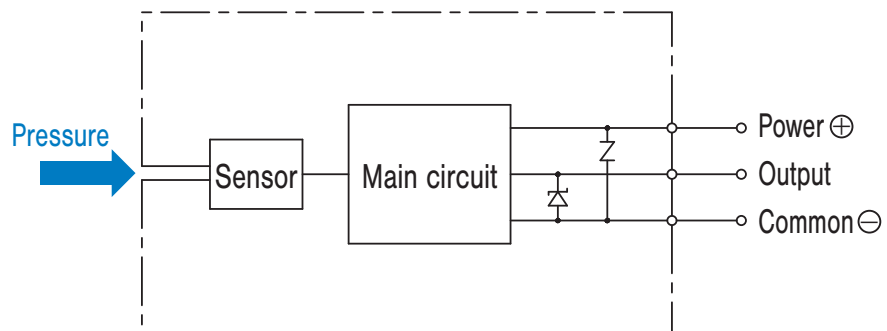 Pressure
Sensor
Main circuit
Power ⊕
Output
Common ⊖